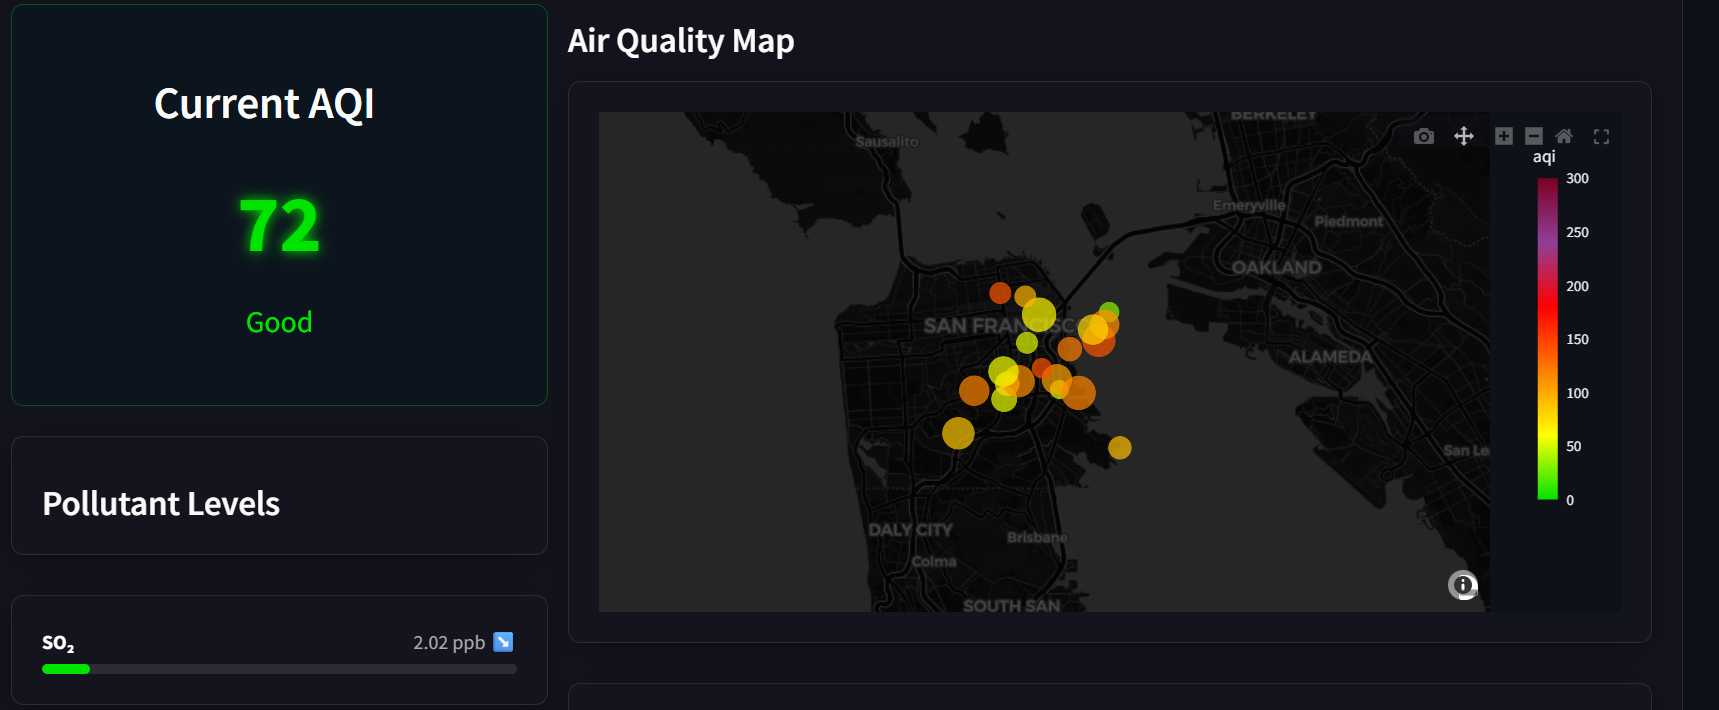 Current AQI
72
Good
Pollutant Levels
SO₂
2.02 ppb
Air Quality Map
BERKELEY
Sausalito
aqi
300
Emeryville
Piedmont
250
OAKLAND
200
SAN FRANCISCO
150
ALAMEDA
100
50
San Le
0
DALY CITY
Brisbane
Colma
SOUTH SAN